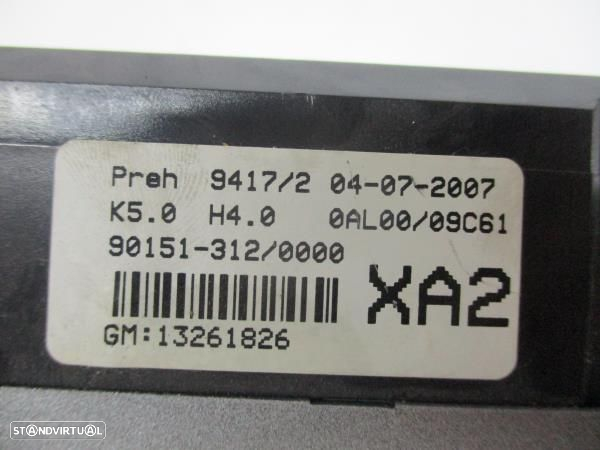 Preh 9417/2 04-07-2007
K5.0 H4.0 0AL00/09C61
90151-312/0000
XA2
GM:13261826
STANDVIRTUAL